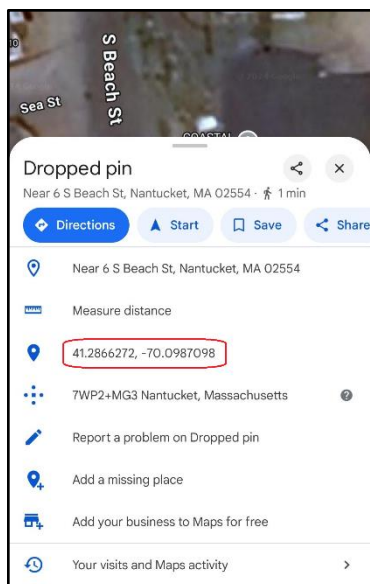 S Beach St
Sea St
COASTAL
Dropped pin
Near 6 S Beach St, Nantucket, MA 02554 · 1 min
Directions Start Save Share
Near 6 S Beach St, Nantucket, MA 02554
Measure distance
41.2866272, -70.0987098
7WP2+MG3 Nantucket, Massachusetts
Report a problem on Dropped pin
Add a missing place
Add your business to Maps for free
Your visits and Maps activity